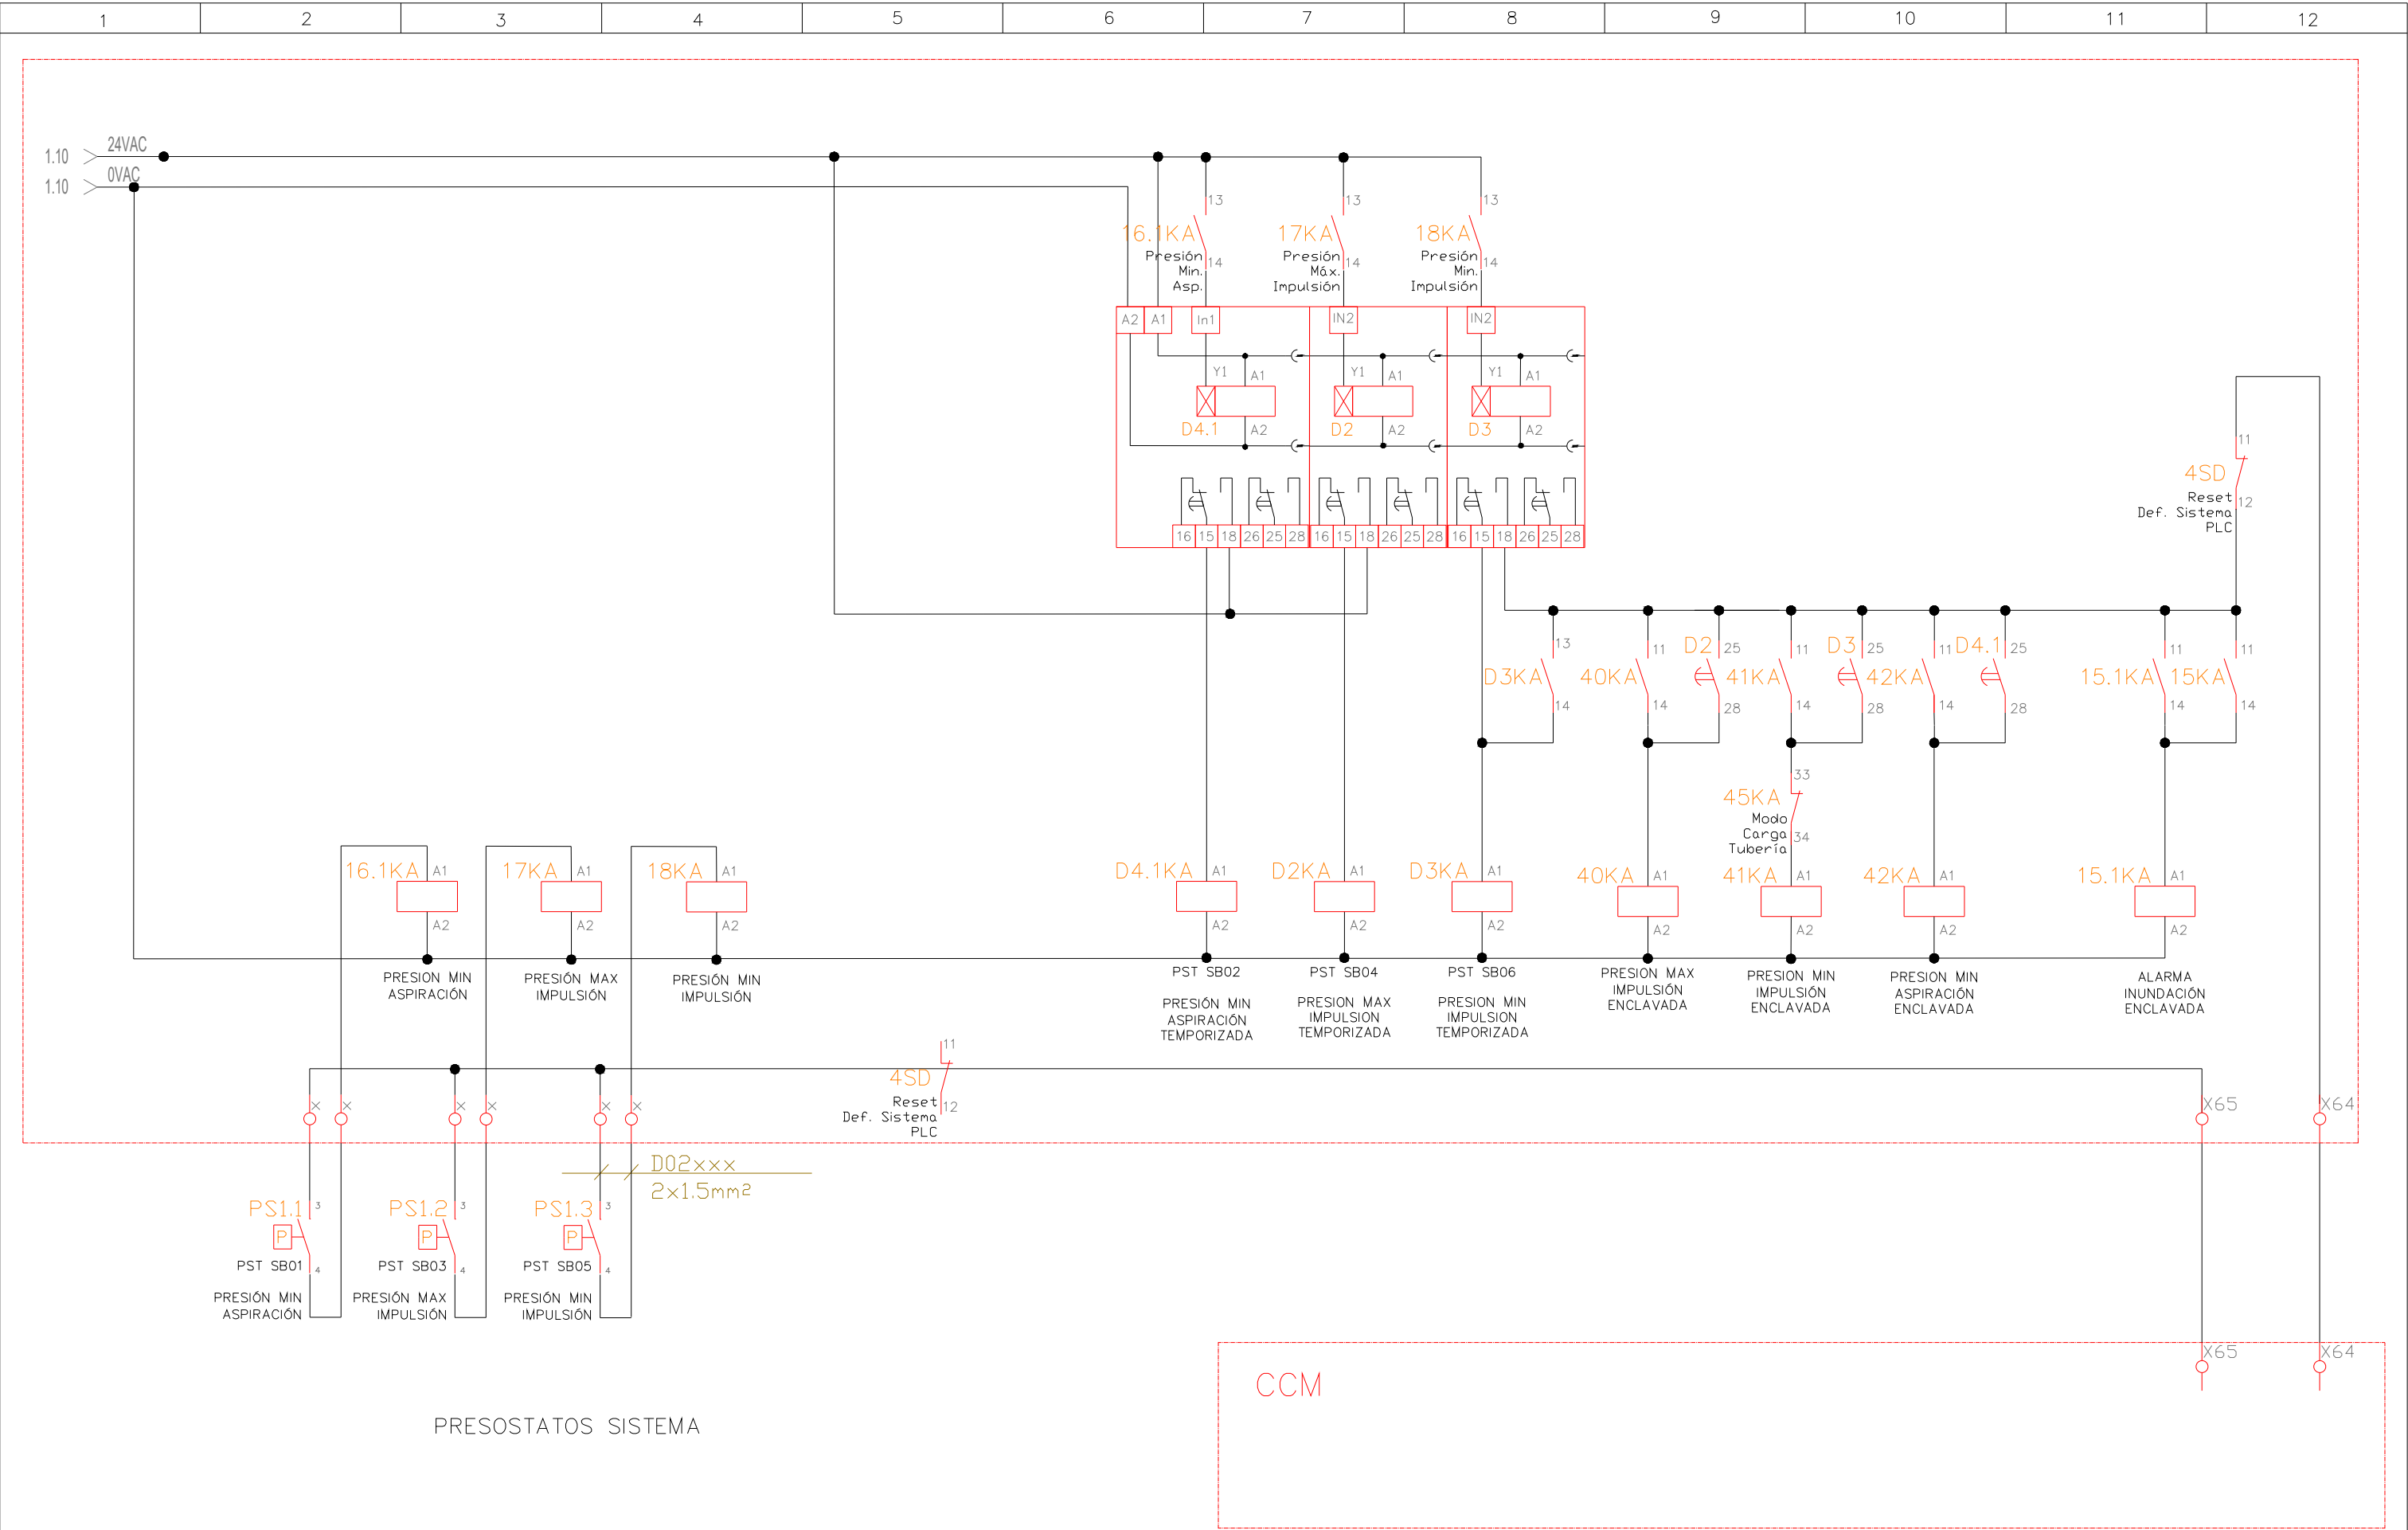 1 2 3 4 5 6 7 8 9 10 11 12
1.10 24VAC
1.10 0VAC
13 13 13
16.1KA 17KA 18KA
14 14 14
Presión
Min.
Asp.
Presión
Máx.
Impulsión
Presión
Min.
Impulsión
A2 A1 In1 IN2 IN2
Y1 A1 Y1 A1 Y1 A1
D4.1 A2 D2 A2 D3 A2
16 15 18 26 25 28 16 15 18 26 25 28 16 15 18 26 25 28
11
4SD
12
Reset
Def. Sistema
PLC
13 11 25 11 25 11 25 11 11
D3KA 40KA D2 41KA D3 42KA D4.1 15.1KA 15KA
14 14 28 14 28 14 28 14 14
33
45KA
34
Modo
Carga
Tubería
16.1KA A1 17KA A1 18KA A1 D4.1KA A1 D2KA A1 D3KA A1 40KA A1 41KA A1 42KA A1 15.1KA A1
A2 A2 A2 A2 A2 A2 A2 A2 A2 A2
PRESION MIN
ASPIRACIÓN
PRESIÓN MAX
IMPULSIÓN
PRESIÓN MIN
IMPULSIÓN
PST SB02
PRESIÓN MIN
ASPIRACIÓN
TEMPORIZADA
PST SB04
PRESION MAX
IMPULSION
TEMPORIZADA
PST SB06
PRESION MIN
IMPULSION
TEMPORIZADA
PRESION MAX
IMPULSIÓN
ENCLAVADA
PRESION MIN
IMPULSIÓN
ENCLAVADA
PRESION MIN
ASPIRACIÓN
ENCLAVADA
ALARMA
INUNDACIÓN
ENCLAVADA
11
4SD
12
Reset
Def. Sistema
PLC
X X X X X X
X65 X64
D02xxx
2x1.5mm²
PS1.1 3
P
PST SB01 4
PRESIÓN MIN
ASPIRACIÓN
PS1.2 3
P
PST SB03 4
PRESIÓN MAX
IMPULSIÓN
PS1.3 3
P
PST SB05 4
PRESIÓN MIN
IMPULSIÓN
X65 X64
CCM
PRESOSTATOS SISTEMA